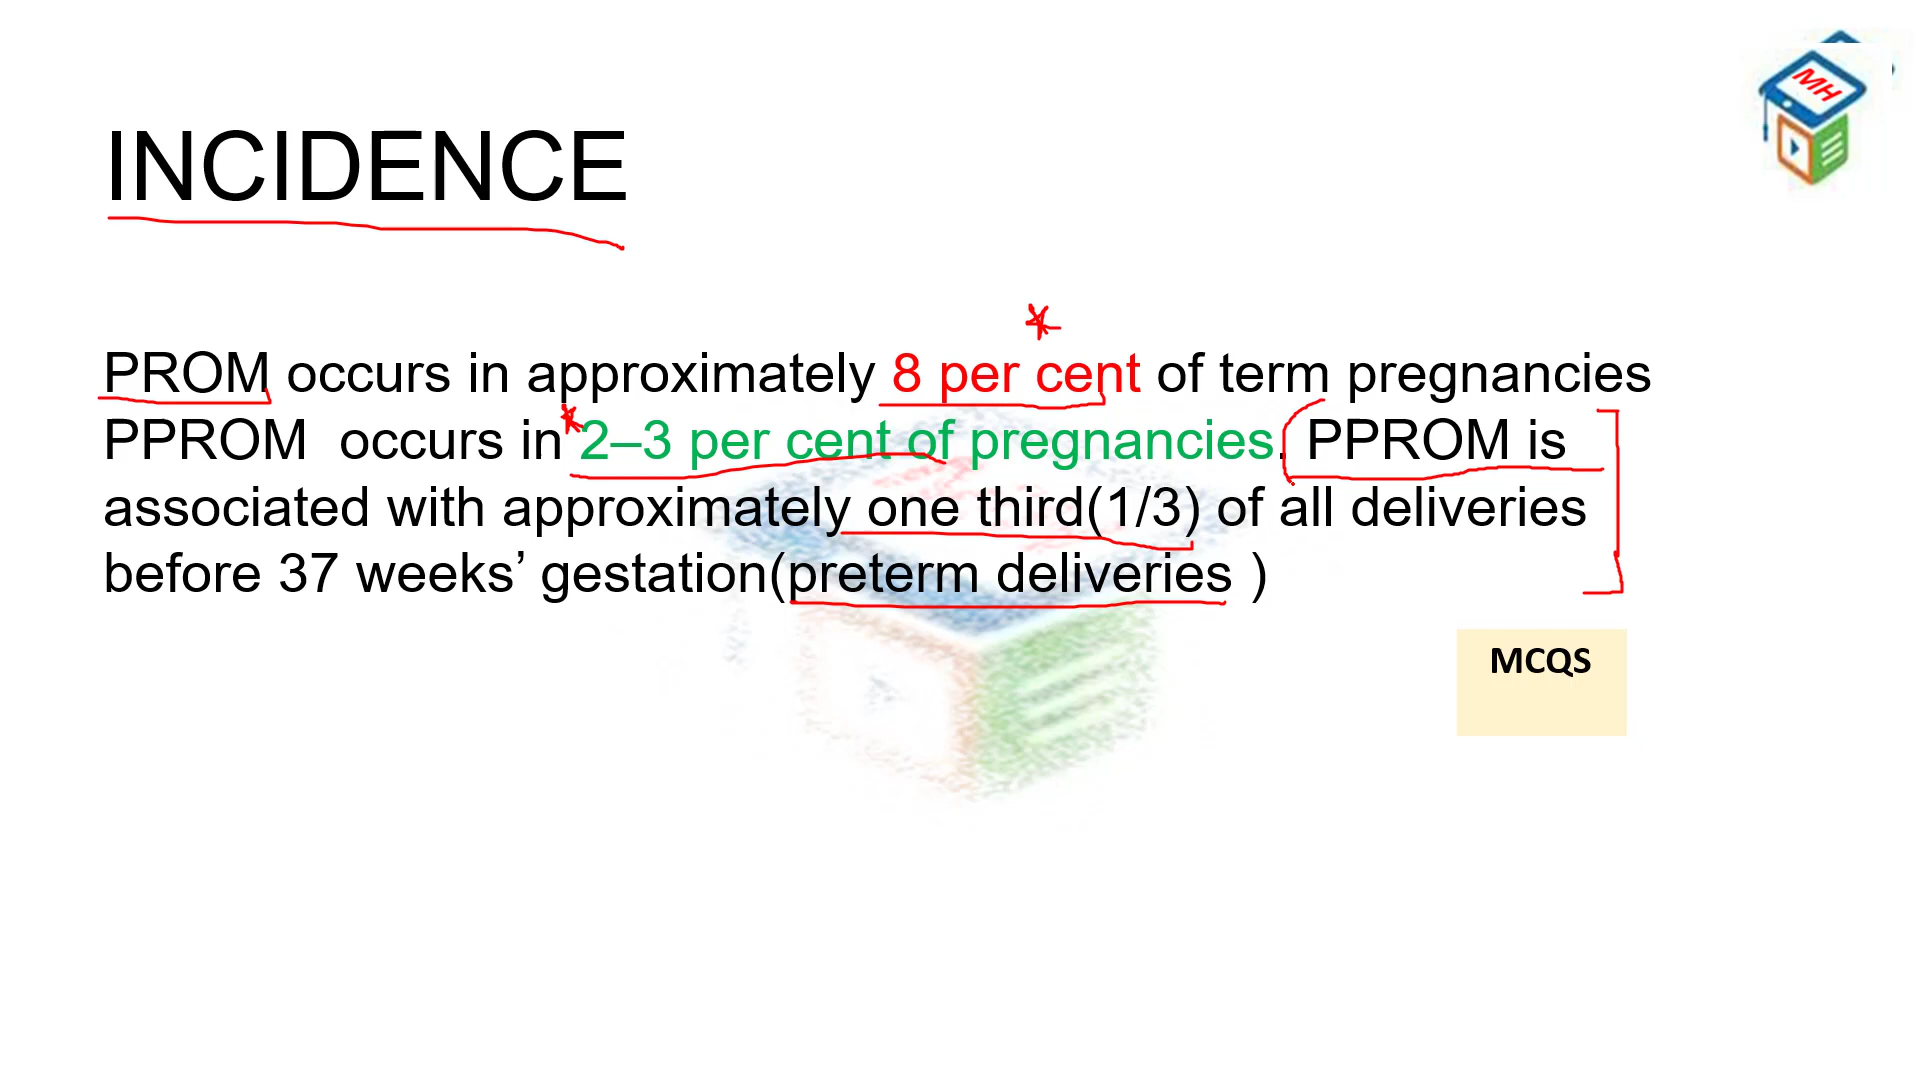 MH
INCIDENCE
PROM occurs in approximately 8 per cent of term pregnancies
PPROM occurs in 2–3 per cent of pregnancies. PPROM is
associated with approximately one third(1/3) of all deliveries
before 37 weeks’ gestation(preterm deliveries )
MCQS